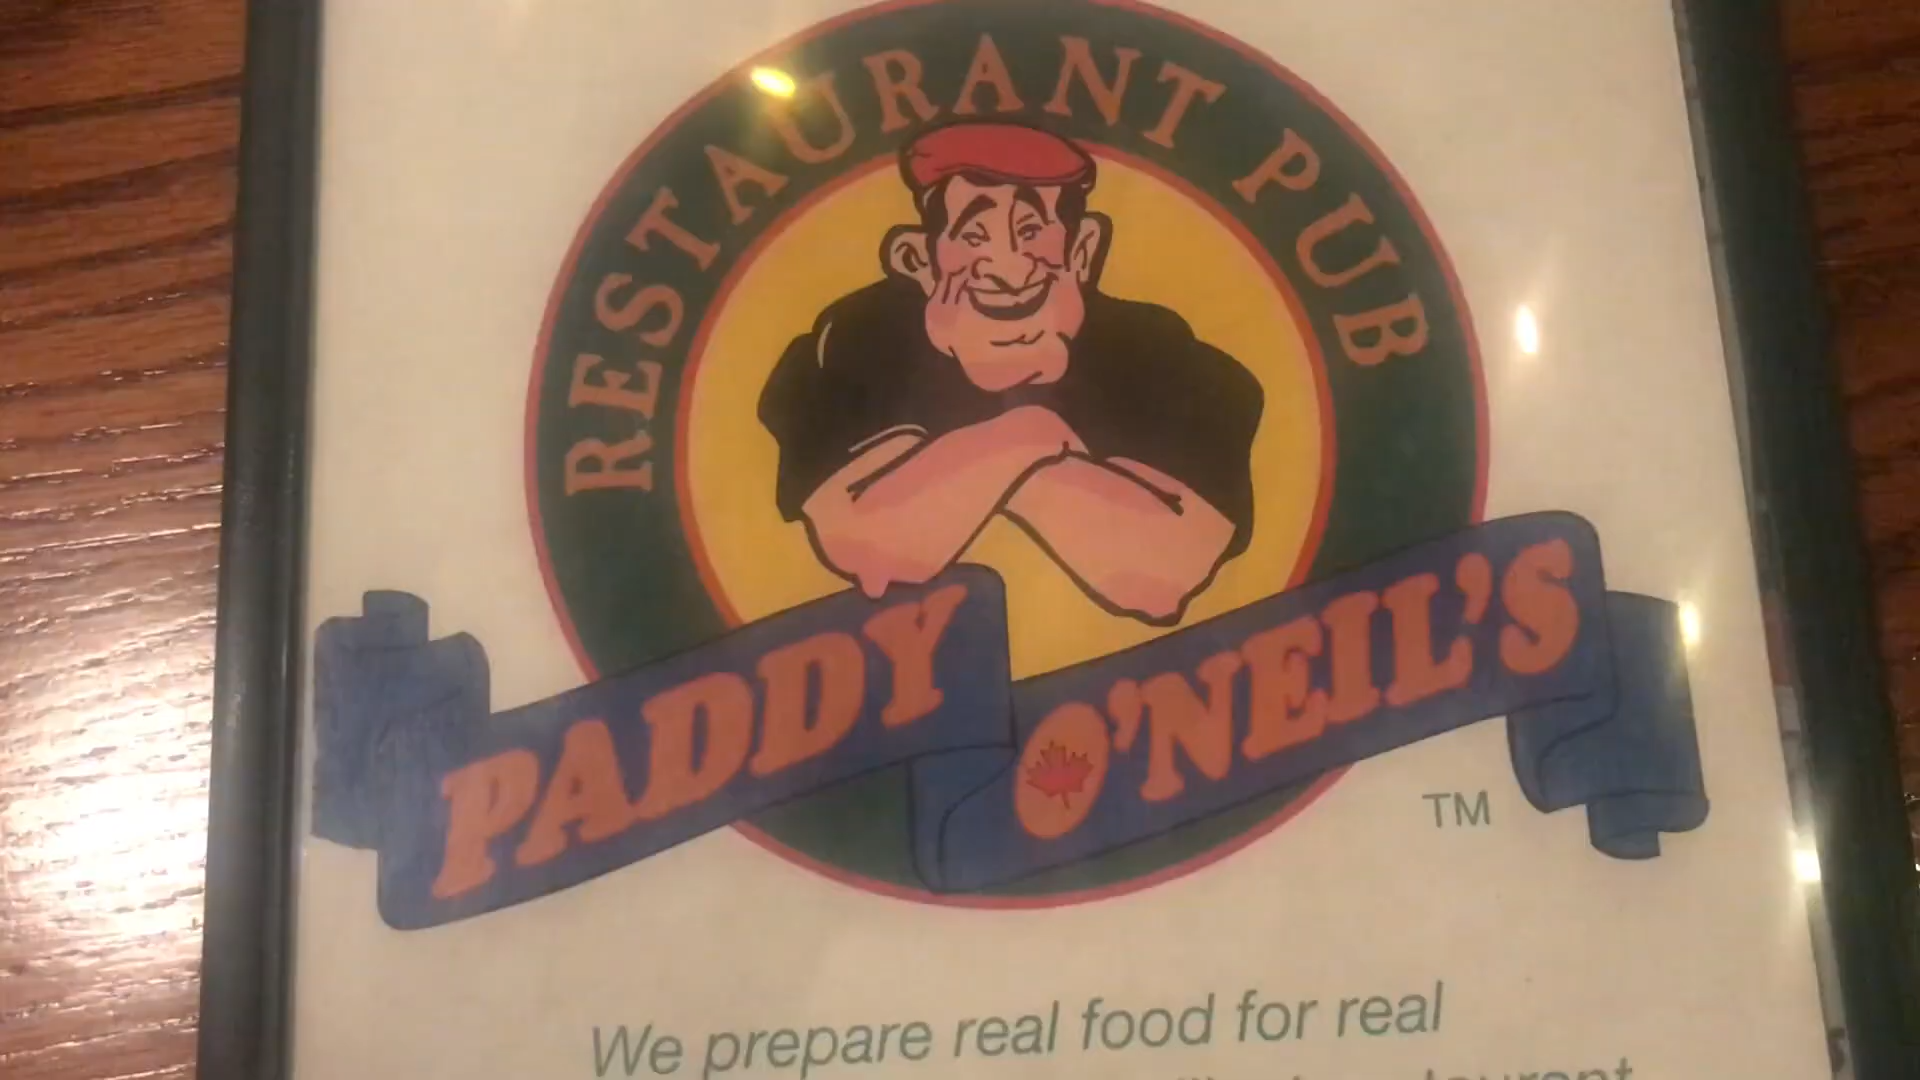 RESTAURANT PUB
PADDY O'NEIL'S
TM
We prepare real food for real